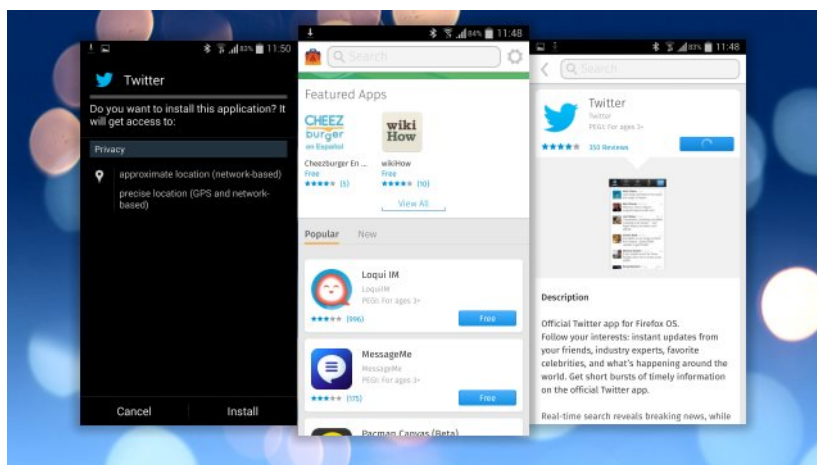 83% 11:50
Twitter
Do you want to install this application? It
will get access to:
Privacy
approximate location (network-based)
precise location (GPS and network-
based)
Cancel Install
84% 11:48
Search
Featured Apps
CHEEZ
burger
en Español
wiki
How
Cheezburger En ... wikiHow
Free Free
(5) (10)
View All
Popular New
Loqui IM
LoquiIM
PEGI: For ages 3+
(996) Free
MessageMe
MessageMe
PEGI: For ages 3+
(175) Free
Pacman Canvas (Beta)
83% 11:48
Search
Twitter
Twitter
PEGI: For ages 3+
350 Reviews
Description
Official Twitter app for Firefox OS.
Follow your interests: instant updates from
your friends, industry experts, favorite
celebrities, and what's happening around the
world. Get short bursts of timely information
on the official Twitter app.
Real-time search reveals breaking news, while